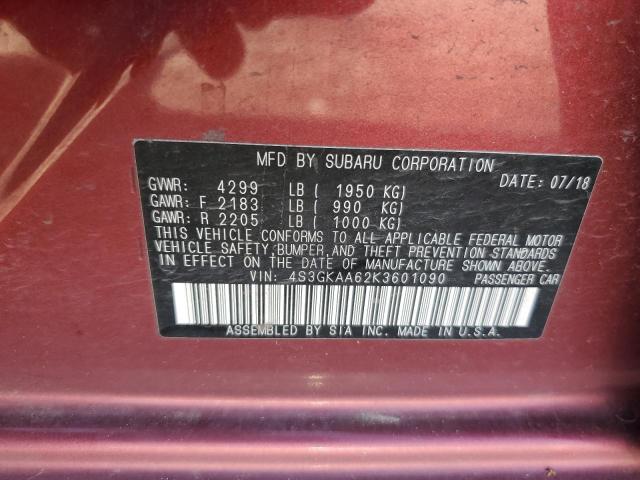 MFD BY SUBARU CORPORATION
DATE: 07/18
GVWR: 4299 LB ( 1950 KG)
GAWR: F 2183 LB ( 990 KG)
GAWR: R 2205 LB ( 1000 KG)
THIS VEHICLE CONFORMS TO ALL APPLICABLE FEDERAL MOTOR
VEHICLE SAFETY,BUMPER,AND THEFT PREVENTION STANDARDS
IN EFFECT ON THE DATE OF MANUFACTURE SHOWN ABOVE.
VIN: 4S3GKAA62K3601090 PASSENGER CAR
ASSEMBLED BY SIA INC. MADE IN U.S.A.